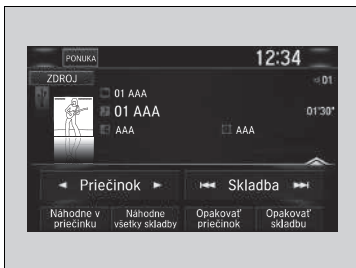 PONUKA 12:34
ZDROJ 01
01 AAA
01 AAA 01'30"
AAA AAA
Priečinok Skladba
Náhodne v priečinku
Náhodne všetky skladby
Opakovať priečinok
Opakovať skladbu